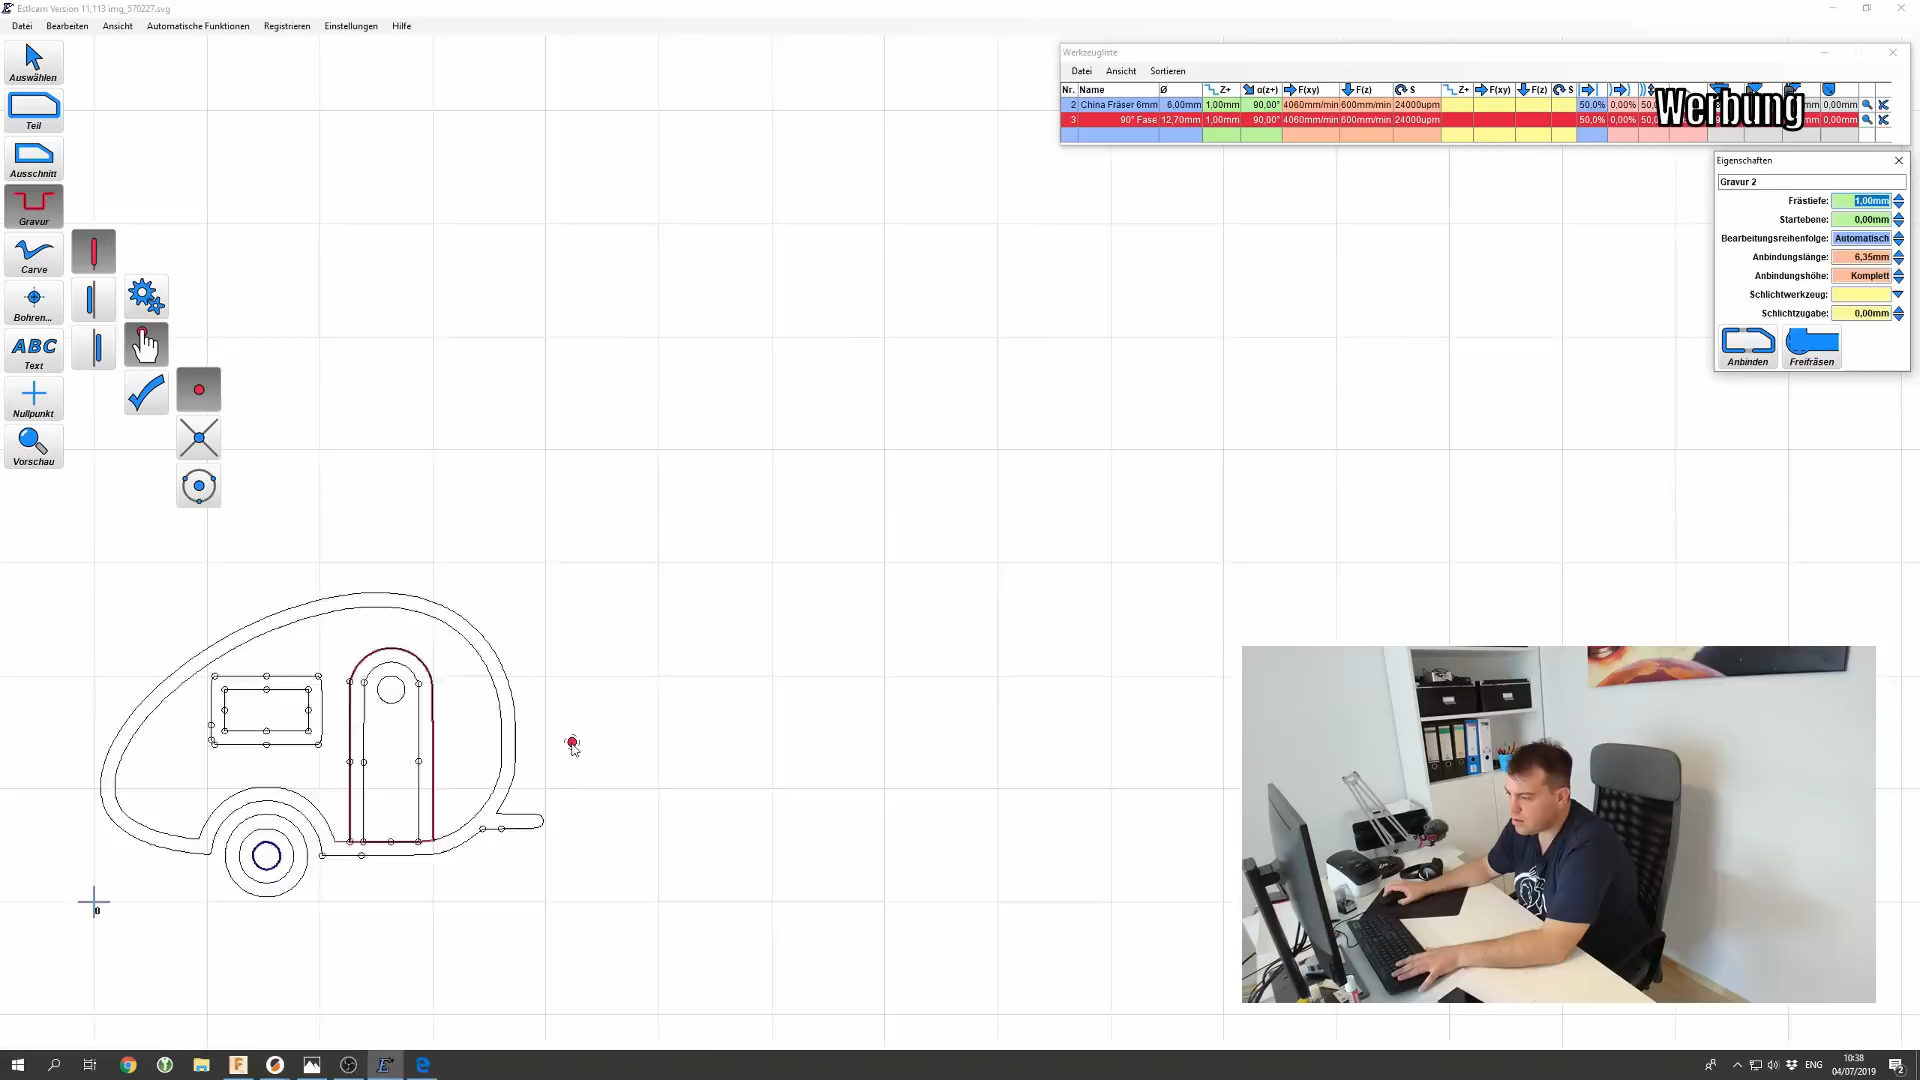 Estlcam Version 11,113 img_570227.svg
Datei Bearbeiten Ansicht Automatische Funktionen Registrieren Einstellungen Hilfe
Auswählen
Teil
Ausschnitt
Gravur
Carve
Bohren...
ABC
Text
Nullpunkt
Vorschau
0
Werkzeugliste
Datei Ansicht Sortieren
Nr. Name Ø Z+ α(z+) F(xy) F(z) S Z+ F(xy) F(z) S
2 China Fräser 6mm 6,00mm 1,00mm 90,00° 4060mm/min 600mm/min 24000upm 50,0% 0,00% 0,00mm
3 90° Fase 12,70mm 1,00mm 90,00° 4060mm/min 600mm/min 24000upm 50,0% 0,00% 0,00mm
Werbung
Eigenschaften
Gravur 2
Frästiefe: 1,00mm
Startebene: 0,00mm
Bearbeitungsreihenfolge: Automatisch
Anbindungslänge: 6,35mm
Anbindungshöhe: Komplett
Schlichtwerkzeug:
Schlichtzugabe: 0,00mm
Anbinden Freifräsen
ENG
10:38
04/07/2019
2